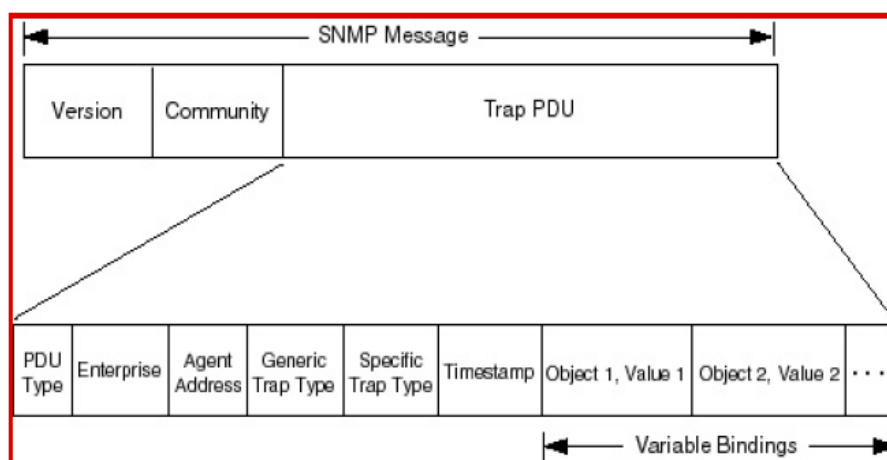 SNMP Message
Version
Community
Trap PDU
PDU
Type
Enterprise
Agent
Address
Generic
Trap Type
Specific
Trap Type
Timestamp
Object 1, Value 1
Object 2, Value 2
...
Variable Bindings